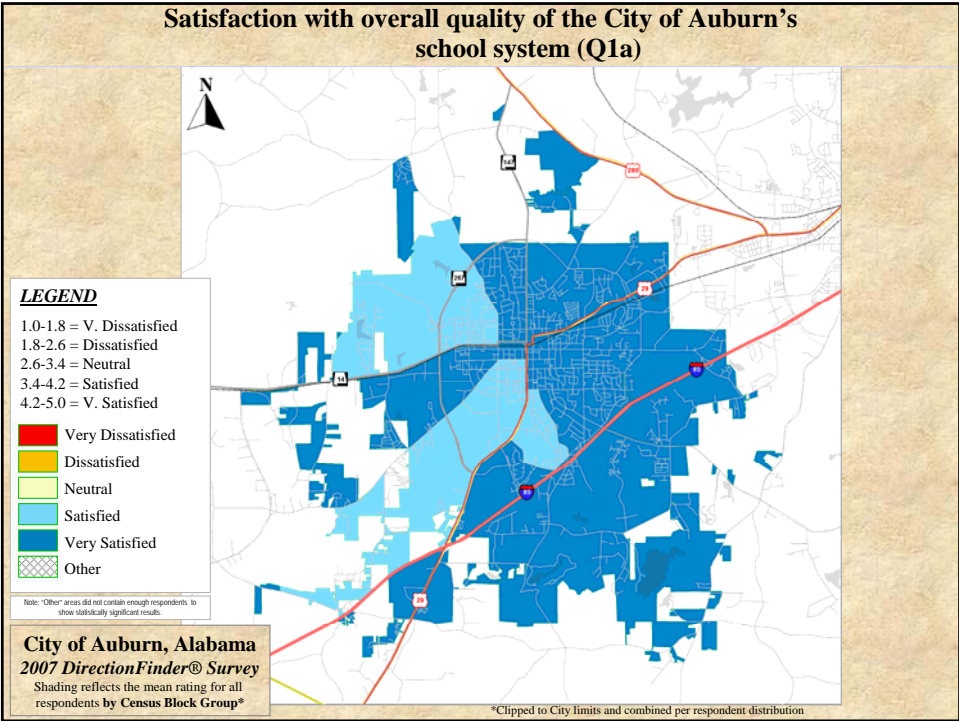 Satisfaction with overall quality of the City of Auburn's
school system (Q1a)
N
147
280
267
29
14
85
85
29
LEGEND
1.0-1.8 = V. Dissatisfied
1.8-2.6 = Dissatisfied
2.6-3.4 = Neutral
3.4-4.2 = Satisfied
4.2-5.0 = V. Satisfied
Very Dissatisfied
Dissatisfied
Neutral
Satisfied
Very Satisfied
Other
Note: "Other" areas did not contain enough respondents to
show statistically significant results.
City of Auburn, Alabama
2007 DirectionFinder® Survey
Shading reflects the mean rating for all
respondents by Census Block Group*
*Clipped to City limits and combined per respondent distribution